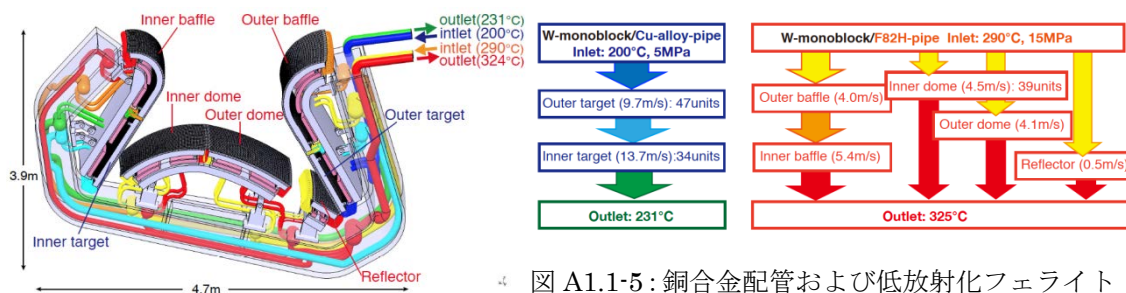 Inner baffle
Outer baffle
outlet(231°C)
inlet (200°C)
inlet (290°C)
outlet(324°C)
Inner dome
Outer dome
Outer target
3.9m
Inner target
Reflector
4.7m
W-monoblock/Cu-alloy-pipe
Inlet: 200°C, 5MPa
Outer target (9.7m/s): 47units
Inner target (13.7m/s):34units
Outlet: 231°C
W-monoblock/F82H-pipe Inlet: 290°C, 15MPa
Outer baffle (4.0m/s)
Inner baffle (5.4m/s)
Inner dome (4.5m/s): 39units
Outer dome (4.1m/s)
Reflector (0.5m/s)
Outlet: 325°C
図 A1.1-5 : 銅合金配管および低放射化フェライト